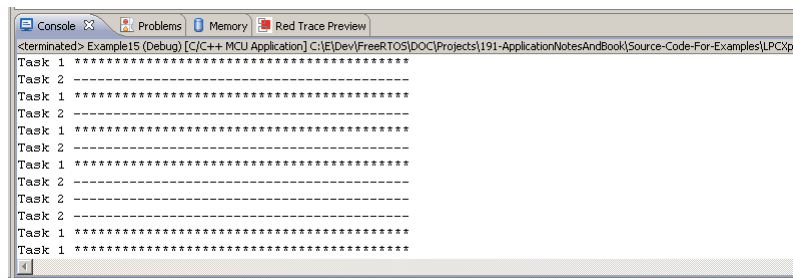 Console Problems Memory Red Trace Preview
<terminated> Example15 (Debug) [C/C++ MCU Application] C:\E\Dev\FreeRTOS\DOC\Projects\191-ApplicationNotesAndBook\Source-Code-For-Examples\LPCXp
Task 1 ******************************************
Task 2 ------------------------------------------
Task 1 ******************************************
Task 2 ------------------------------------------
Task 1 ******************************************
Task 2 ------------------------------------------
Task 1 ******************************************
Task 2 ------------------------------------------
Task 2 ------------------------------------------
Task 2 ------------------------------------------
Task 1 ******************************************
Task 1 ******************************************